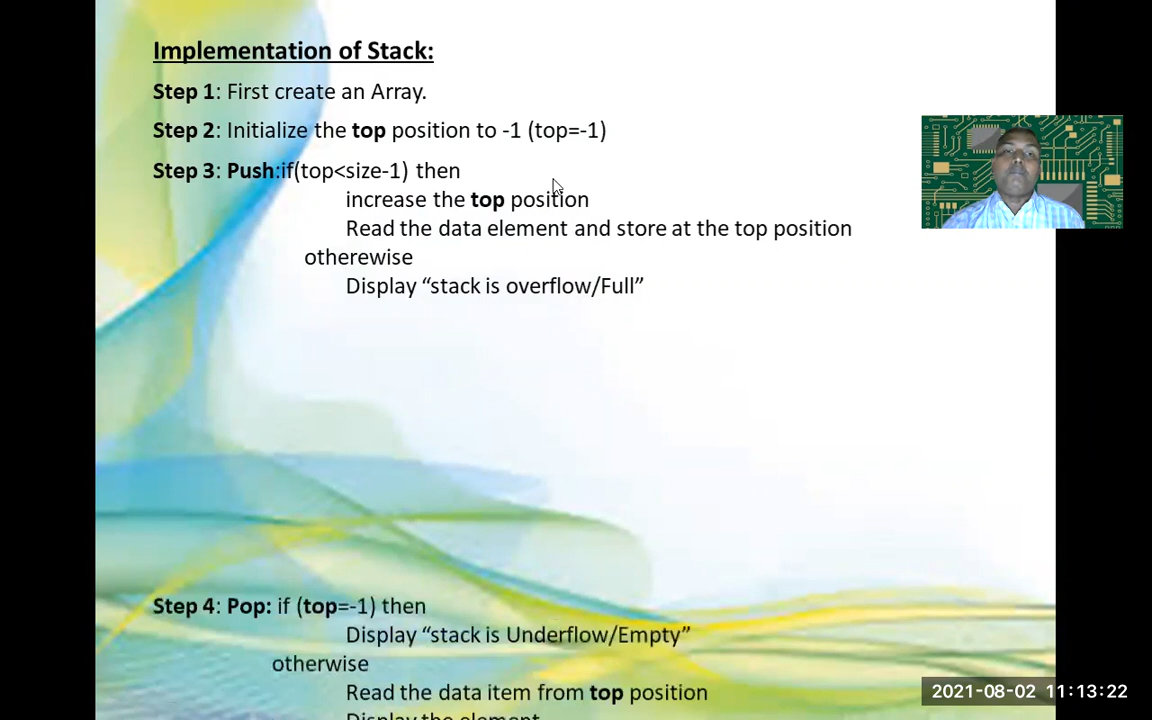 Implementation of Stack:
Step 1: First create an Array.
Step 2: Initialize the top position to -1 (top=-1)
Step 3: Push:if(top<size-1) then
increase the top position
Read the data element and store at the top position
otherewise
Display “stack is overflow/Full”
Step 4: Pop: if (top=-1) then
Display “stack is Underflow/Empty”
otherwise
Read the data item from top position
Display the element
2021-08-02 11:13:22